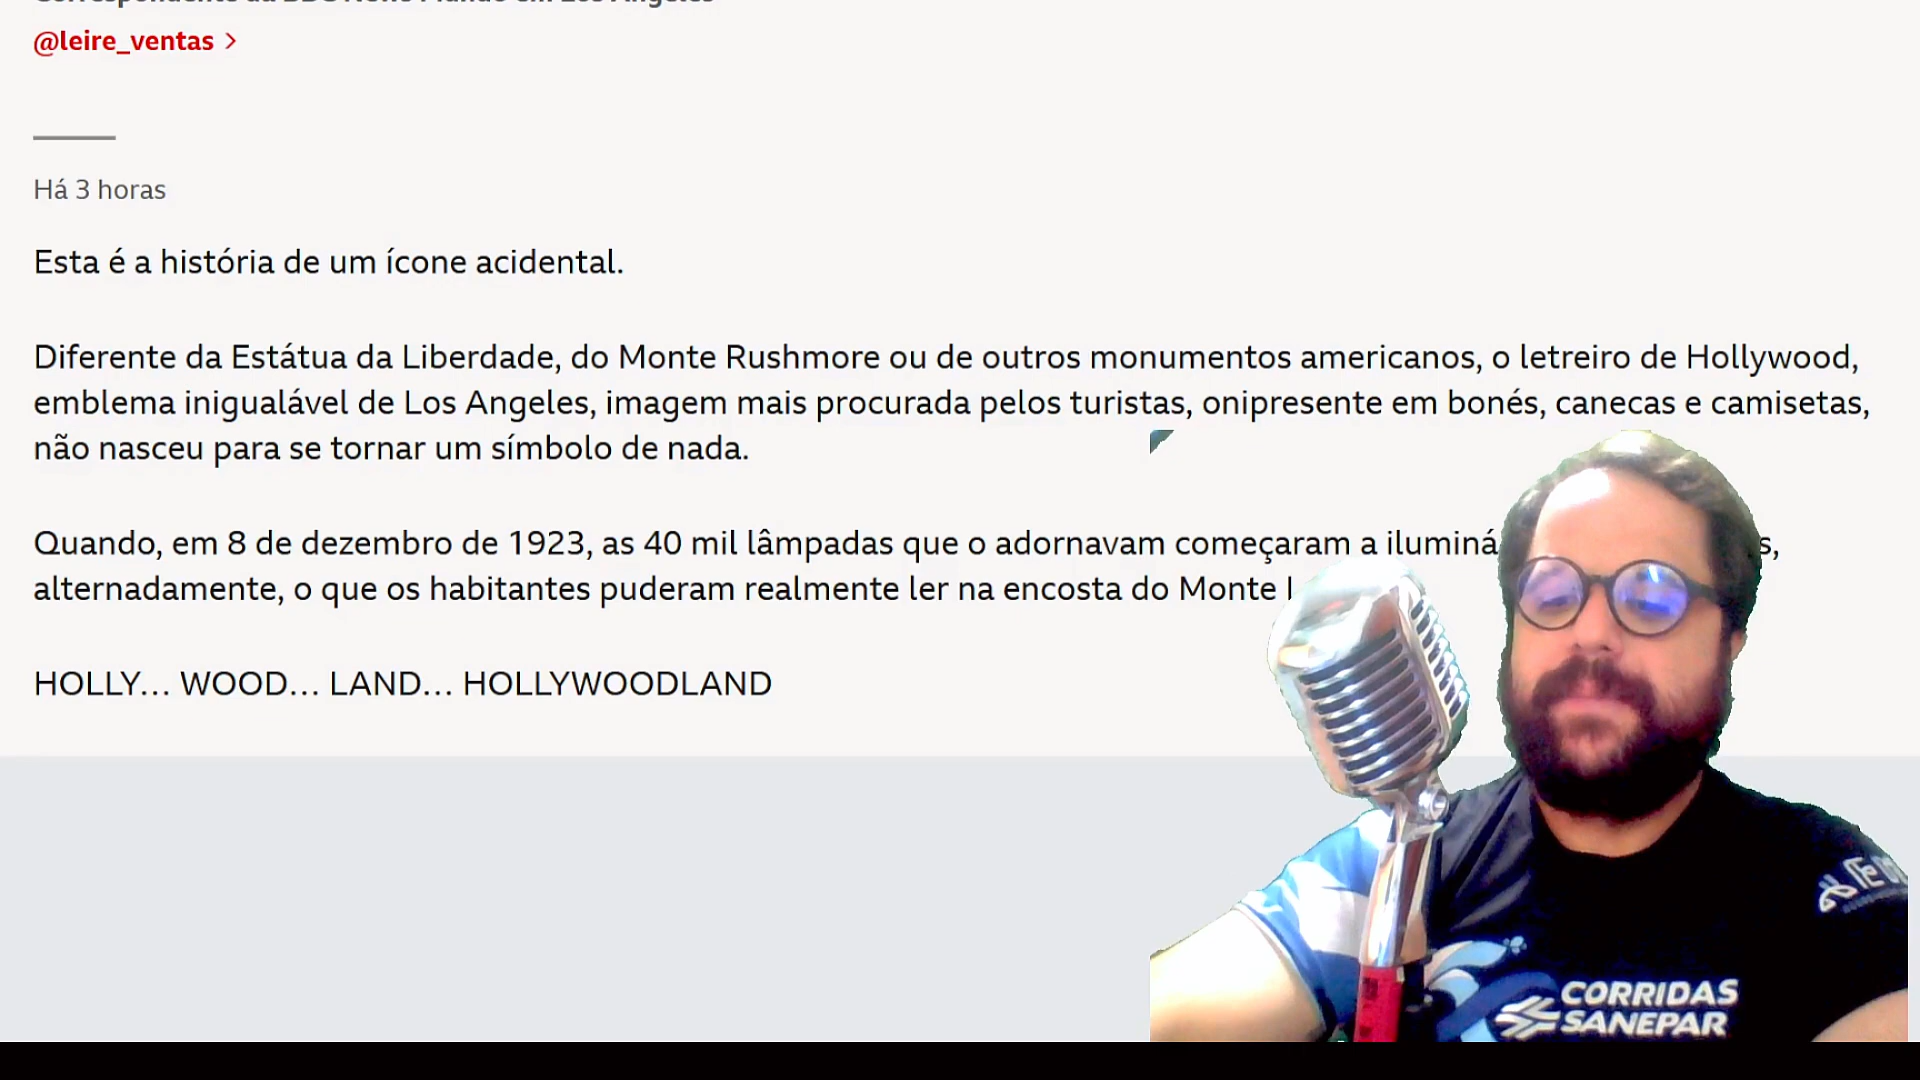 @leire_ventas >
Há 3 horas
Esta é a história de um ícone acidental.
Diferente da Estátua da Liberdade, do Monte Rushmore ou de outros monumentos americanos, o letreiro de Hollywood,
emblema inigualável de Los Angeles, imagem mais procurada pelos turistas, onipresente em bonés, canecas e camisetas,
não nasceu para se tornar um símbolo de nada.
Quando, em 8 de dezembro de 1923, as 40 mil lâmpadas que o adornavam começaram a
alternadamente, o que os habitantes puderam realmente ler na encosta do Monte
HOLLY... WOOD... LAND... HOLLYWOODLAND
CORRIDAS
SANEPAR